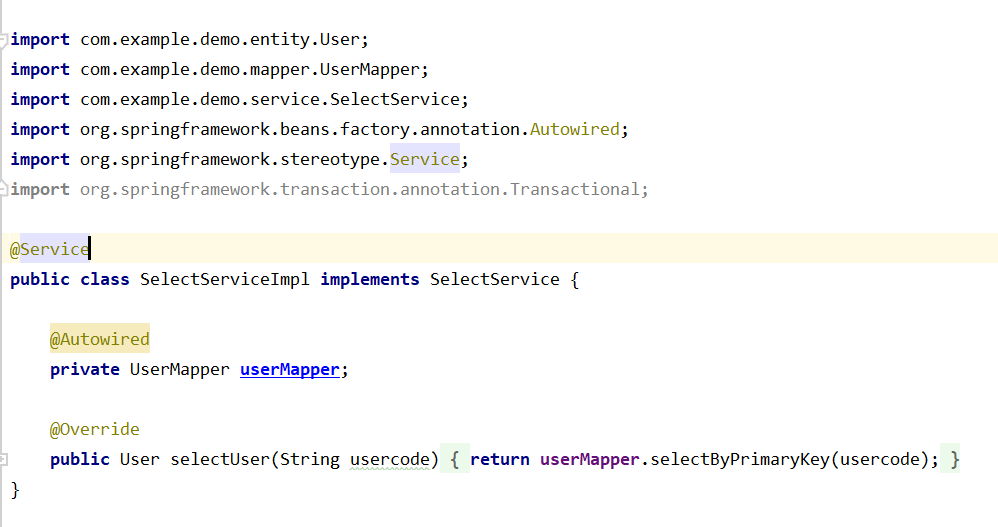 import com.example.demo.entity.User;
import com.example.demo.mapper.UserMapper;
import com.example.demo.service.SelectService;
import org.springframework.beans.factory.annotation.Autowired;
import org.springframework.stereotype.Service;
import org.springframework.transaction.annotation.Transactional;
@Service
public class SelectServiceImpl implements SelectService {
@Autowired
private UserMapper userMapper;
@Override
public User selectUser(String usercode) { return userMapper.selectByPrimaryKey(usercode); }
}